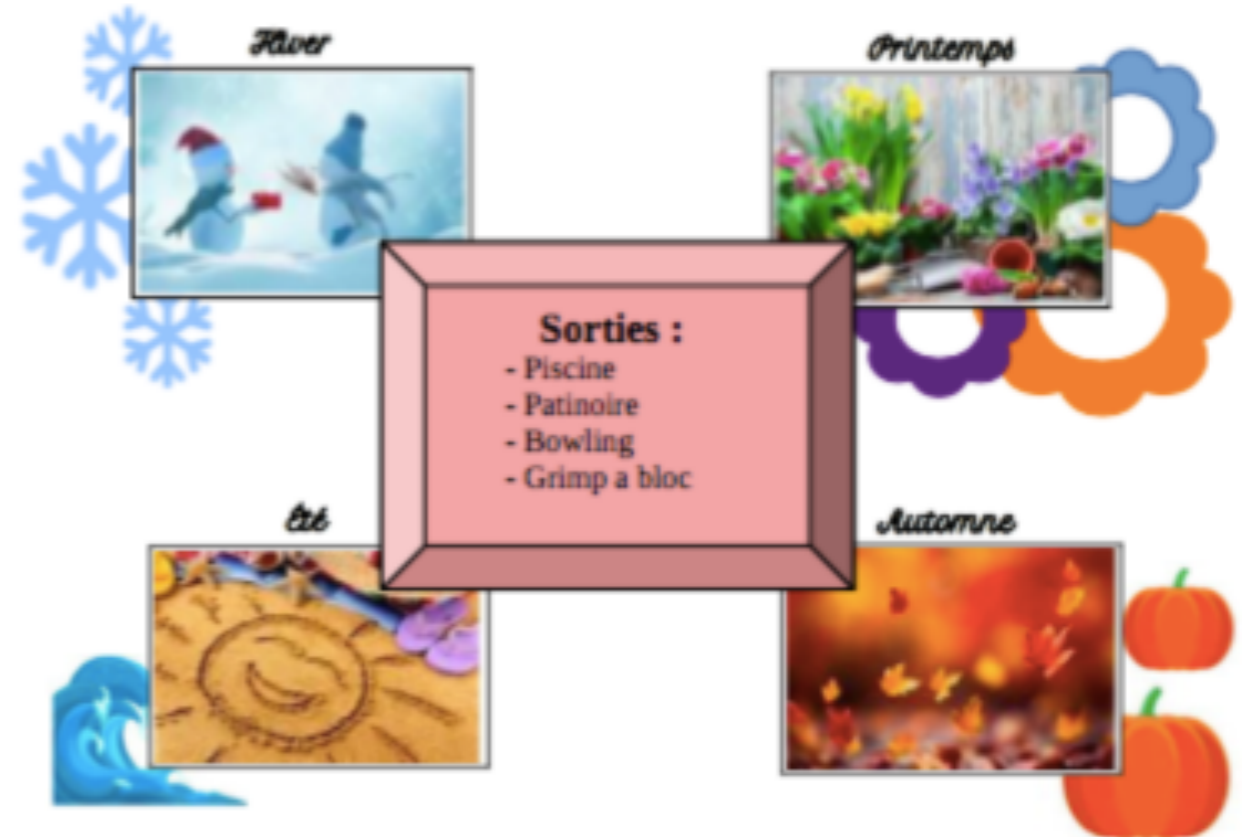 Hiver
Printemps
Sorties :
- Piscine
- Patinoire
- Bowling
- Grimp a bloc
Été
Automne